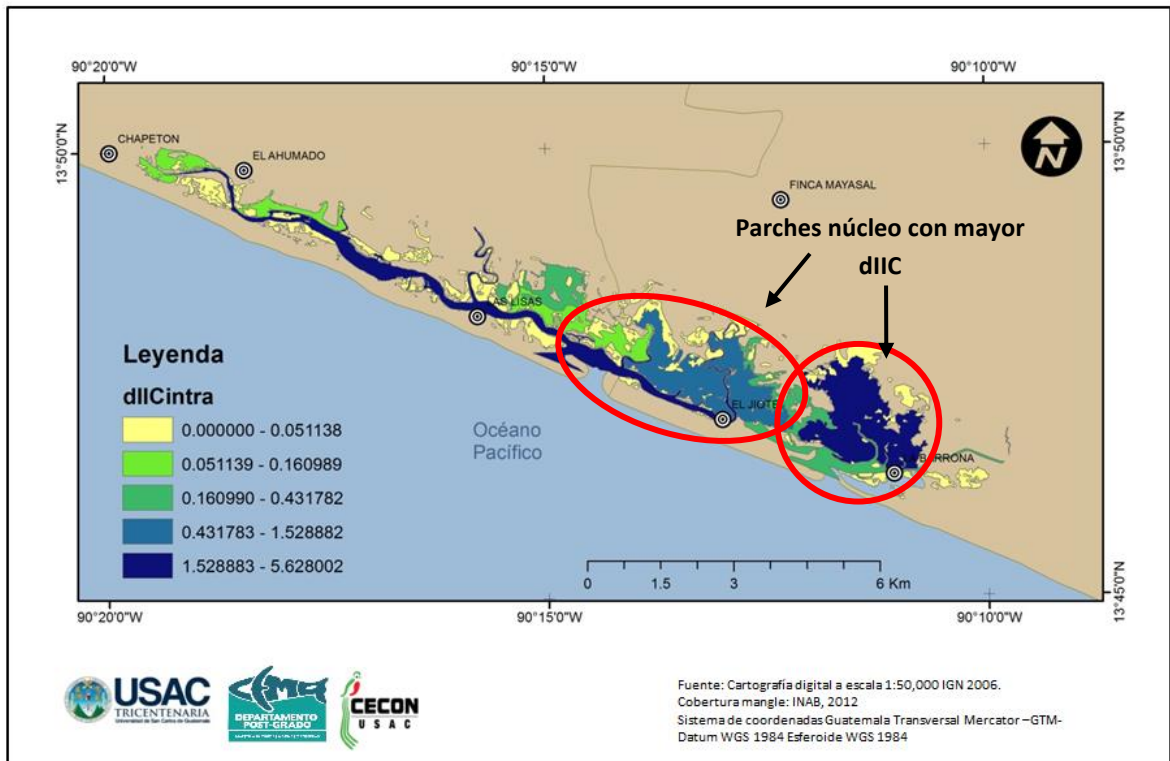 90°20'0"W 90°15'0"W 90°10'0"W
13°50'0"N
13°50'0"N
CHAPETON
EL AHUMADO
FINCA MAYASAL
Parches núcleo con mayor
dIIC
LAS LISAS
EL JIOTE
BARRONA
Océano
Pacífico
Leyenda
dIICintra
0.000000 - 0.051138
0.051139 - 0.160989
0.160990 - 0.431782
0.431783 - 1.528882
1.528883 - 5.628002
0 1.5 3 6 Km
N
13°45'0"N
90°20'0"W 90°15'0"W 90°10'0"W
USAC
TRICENTENARIA
Universidad de San Carlos de Guatemala
CEMA
DEPARTAMENTO
POST-GRADO
CECON
USAC
Fuente: Cartografía digital a escala 1:50,000 IGN 2006.
Cobertura mangle: INAB, 2012
Sistema de coordenadas Guatemala Transversal Mercator –GTM-
Datum WGS 1984 Esferoide WGS 1984